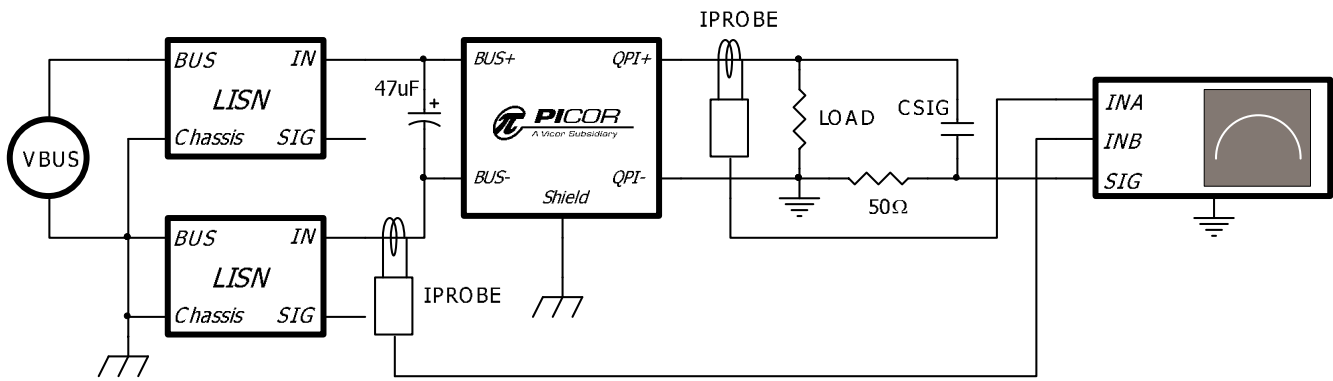 IPROBE
BUS IN
LISN
Chassis SIG
47uF
+
BUS+ QPI+
PICOR
A Vicor Subsidiary
BUS- QPI-
Shield
LOAD
CSIG
50Ω
INA
INB
SIG
VBUS
BUS IN
LISN
Chassis SIG
IPROBE